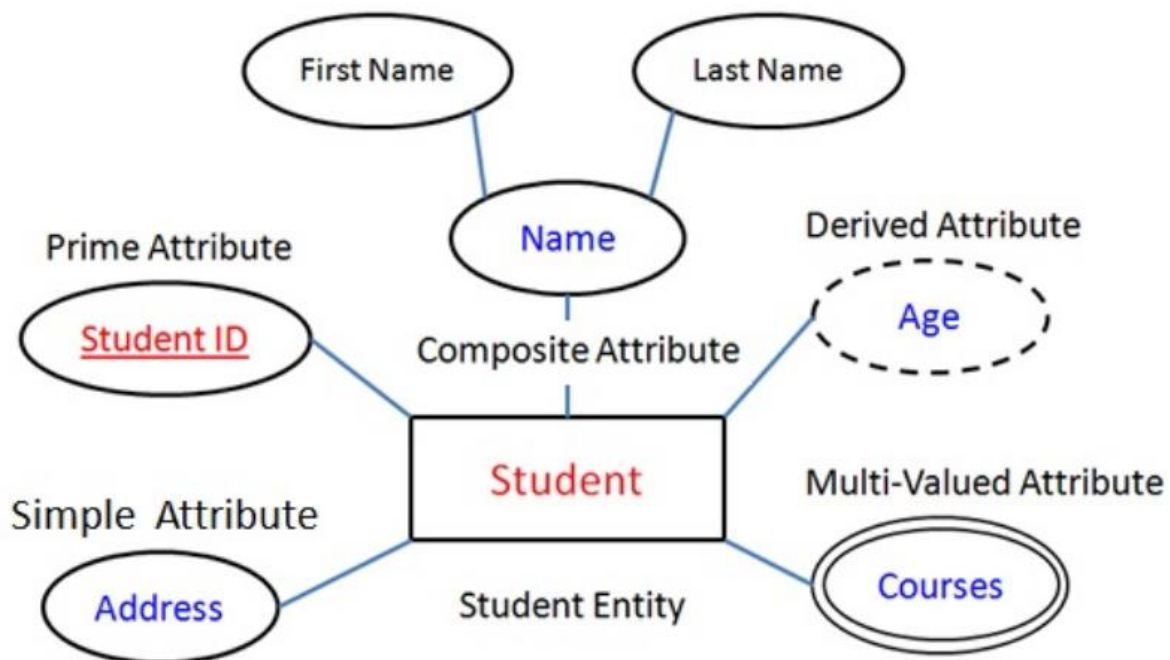 First Name
Last Name
Name
Prime Attribute
Derived Attribute
Student ID
Age
Composite Attribute
Student
Simple Attribute
Multi-Valued Attribute
Address
Student Entity
Courses